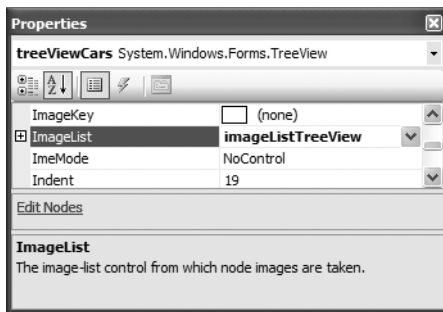 Properties
treeViewCars System.Windows.Forms.TreeView
ImageKey (none)
ImageList imageListTreeView
ImeMode NoControl
Indent 19
Edit Nodes
ImageList
The image-list control from which node images are taken.